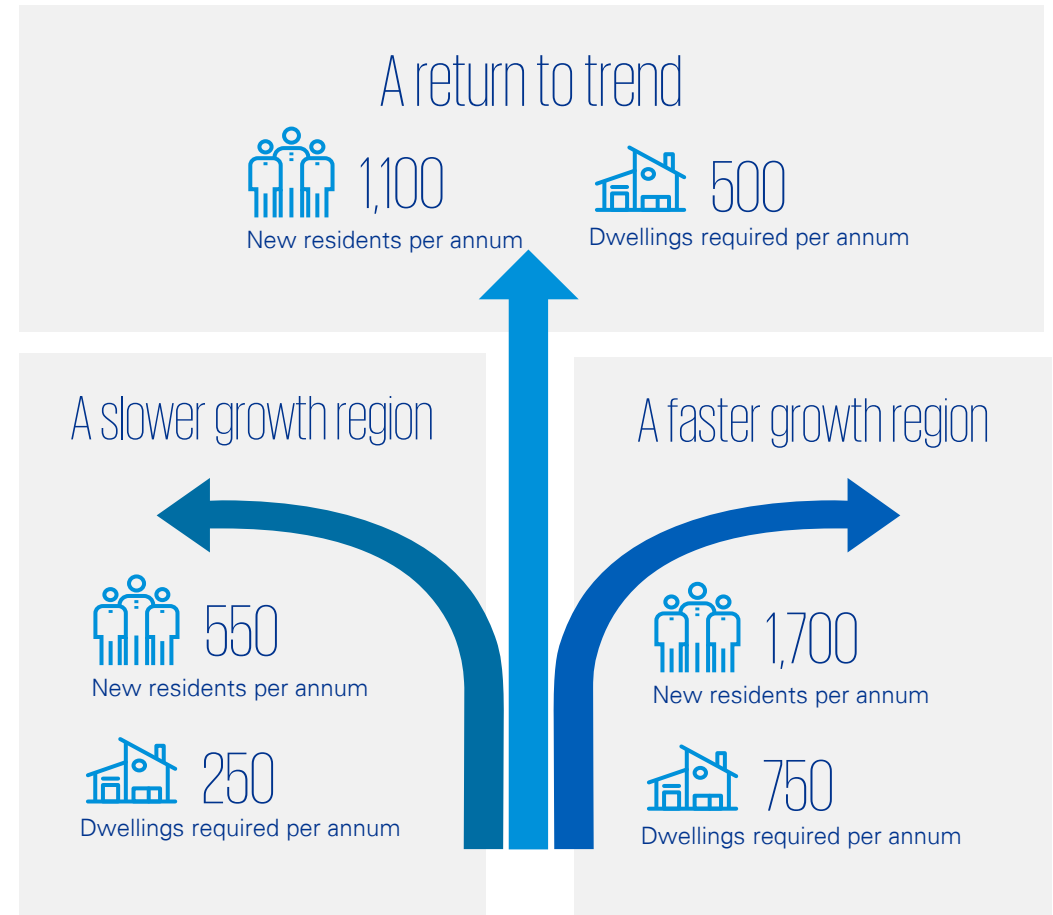 A return to trend
1,100
New residents per annum
500
Dwellings required per annum
A slower growth region
550
New residents per annum
250
Dwellings required per annum
A faster growth region
1,700
New residents per annum
750
Dwellings required per annum